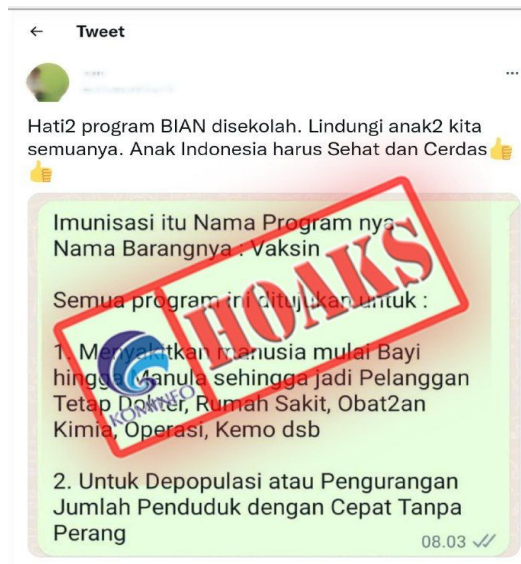 Tweet
Hati2 program BIAN disekolah. Lindungi anak2 kita
semuanya. Anak Indonesia harus Sehat dan Cerdas👍
👍
Imunisasi itu Nama Program nya
Nama Barangnya : Vaksin
Semua program ini ditujukan untuk :
1. Menyakitkan manusia mulai Bayi
hingga Manula sehingga jadi Pelanggan
Tetap Dokter, Rumah Sakit, Obat2an
Kimia, Operasi, Kemo dsb
HOAKS
KOMINFO
2. Untuk Depopulasi atau Pengurangan
Jumlah Penduduk dengan Cepat Tanpa
Perang
08.03